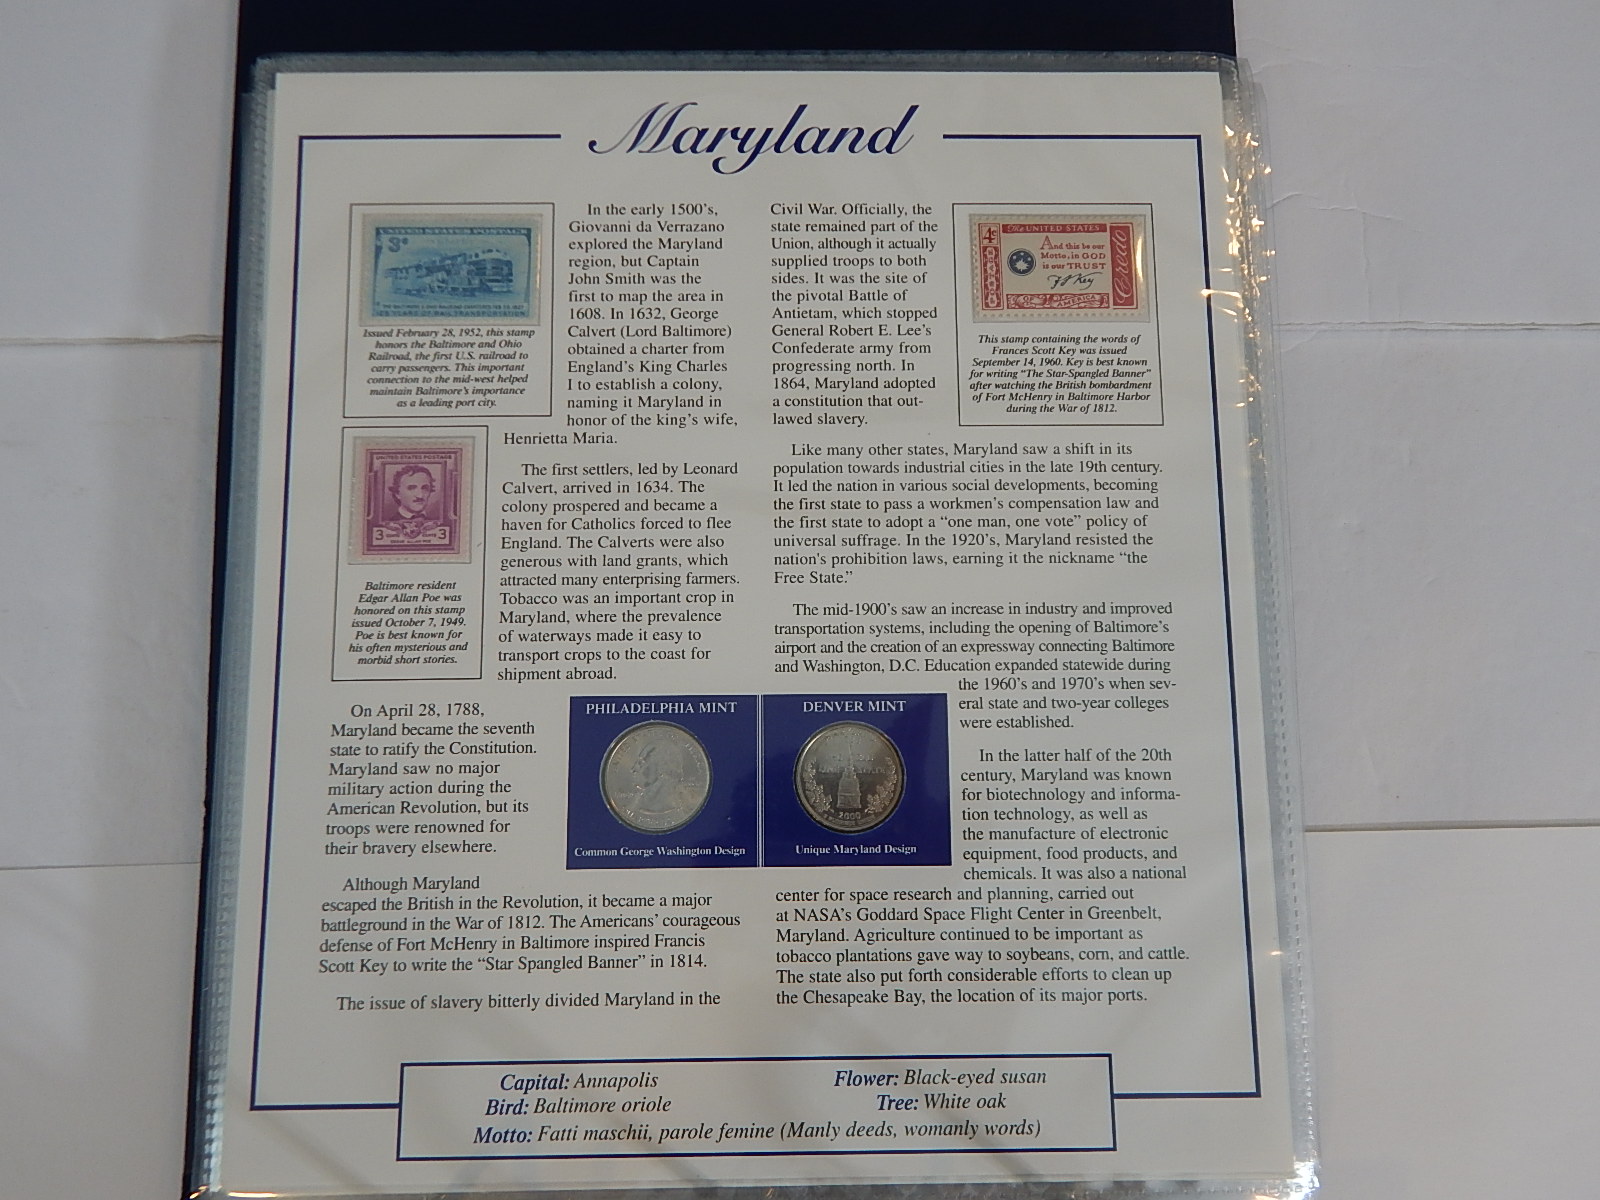 Maryland
UNITED STATES POSTAGE
3¢
Issued February 28, 1952, this stamp
honors the Baltimore and Ohio
Railroad, the first U.S. railroad to
carry passengers. This important
connection to the mid-west helped
maintain Baltimore's importance
as a leading port city.
UNITED STATES POSTAGE
3 3
Baltimore resident
Edgar Allan Poe was
honored on this stamp
issued October 7, 1949.
Poe is best known for
his often mysterious and
morbid short stories.
In the early 1500's,
Giovanni da Verrazano
explored the Maryland
region, but Captain
John Smith was the
first to map the area in
1608. In 1632, George
Calvert (Lord Baltimore)
obtained a charter from
England's King Charles
I to establish a colony,
naming it Maryland in
honor of the king's wife,
Henrietta Maria.
The first settlers, led by Leonard
Calvert, arrived in 1634. The
colony prospered and became a
haven for Catholics forced to flee
England. The Calverts were also
generous with land grants, which
attracted many enterprising farmers.
Tobacco was an important crop in
Maryland, where the prevalence
of waterways made it easy to
transport crops to the coast for
shipment abroad.
On April 28, 1788,
Maryland became the seventh
state to ratify the Constitution.
Maryland saw no major
military action during the
American Revolution, but its
troops were renowned for
their bravery elsewhere.
Although Maryland
escaped the British in the Revolution, it became a major
battleground in the War of 1812. The Americans' courageous
defense of Fort McHenry in Baltimore inspired Francis
Scott Key to write the “Star Spangled Banner” in 1814.
The issue of slavery bitterly divided Maryland in the
Civil War. Officially, the
state remained part of the
Union, although it actually
supplied troops to both
sides. It was the site of
the pivotal Battle of
Antietam, which stopped
General Robert E. Lee's
Confederate army from
progressing north. In
1864, Maryland adopted
a constitution that out-
lawed slavery.
The UNITED STATES
4¢
And this be our
Motto, in GOD
is our TRUST
F S Key
Credo
OF AMERICA
This stamp containing the words of
Frances Scott Key was issued
September 14, 1960. Key is best known
for writing “The Star-Spangled Banner”
after watching the British bombardment
of Fort McHenry in Baltimore Harbor
during the War of 1812.
Like many other states, Maryland saw a shift in its
population towards industrial cities in the late 19th century.
It led the nation in various social developments, becoming
the first state to pass a workmen's compensation law and
the first state to adopt a “one man, one vote” policy of
universal suffrage. In the 1920's, Maryland resisted the
nation's prohibition laws, earning it the nickname “the
Free State.”
The mid-1900's saw an increase in industry and improved
transportation systems, including the opening of Baltimore's
airport and the creation of an expressway connecting Baltimore
and Washington, D.C. Education expanded statewide during
the 1960's and 1970's when sev-
eral state and two-year colleges
were established.
In the latter half of the 20th
century, Maryland was known
for biotechnology and informa-
tion technology, as well as
the manufacture of electronic
equipment, food products, and
chemicals. It was also a national
center for space research and planning, carried out
at NASA's Goddard Space Flight Center in Greenbelt,
Maryland. Agriculture continued to be important as
tobacco plantations gave way to soybeans, corn, and cattle.
The state also put forth considerable efforts to clean up
the Chesapeake Bay, the location of its major ports.
PHILADELPHIA MINT
Common George Washington Design
DENVER MINT
2000
Unique Maryland Design
Capital: Annapolis
Flower: Black-eyed susan
Bird: Baltimore oriole
Tree: White oak
Motto: Fatti maschii, parole femine (Manly deeds, womanly words)